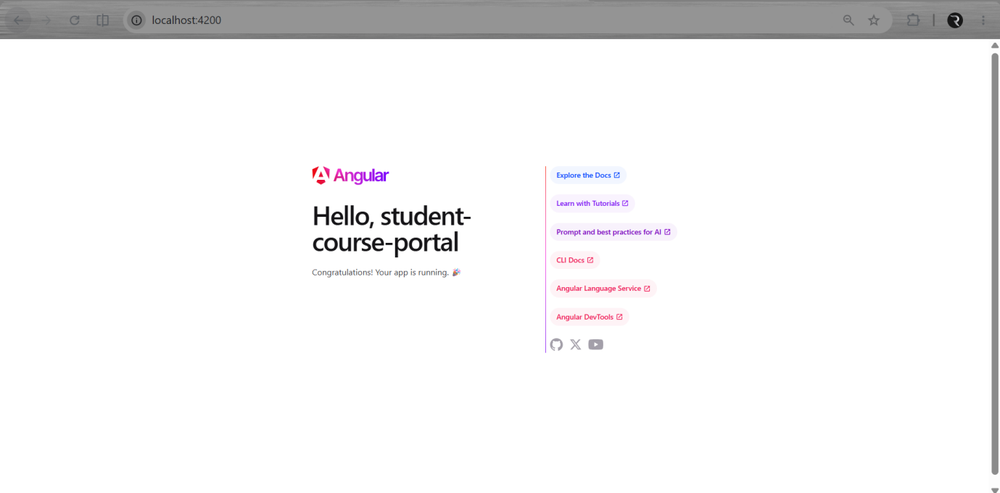 localhost:4200
Angular
Hello, student-
course-portal
Congratulations! Your app is running. 🎉
Explore the Docs
Learn with Tutorials
Prompt and best practices for AI
CLI Docs
Angular Language Service
Angular DevTools